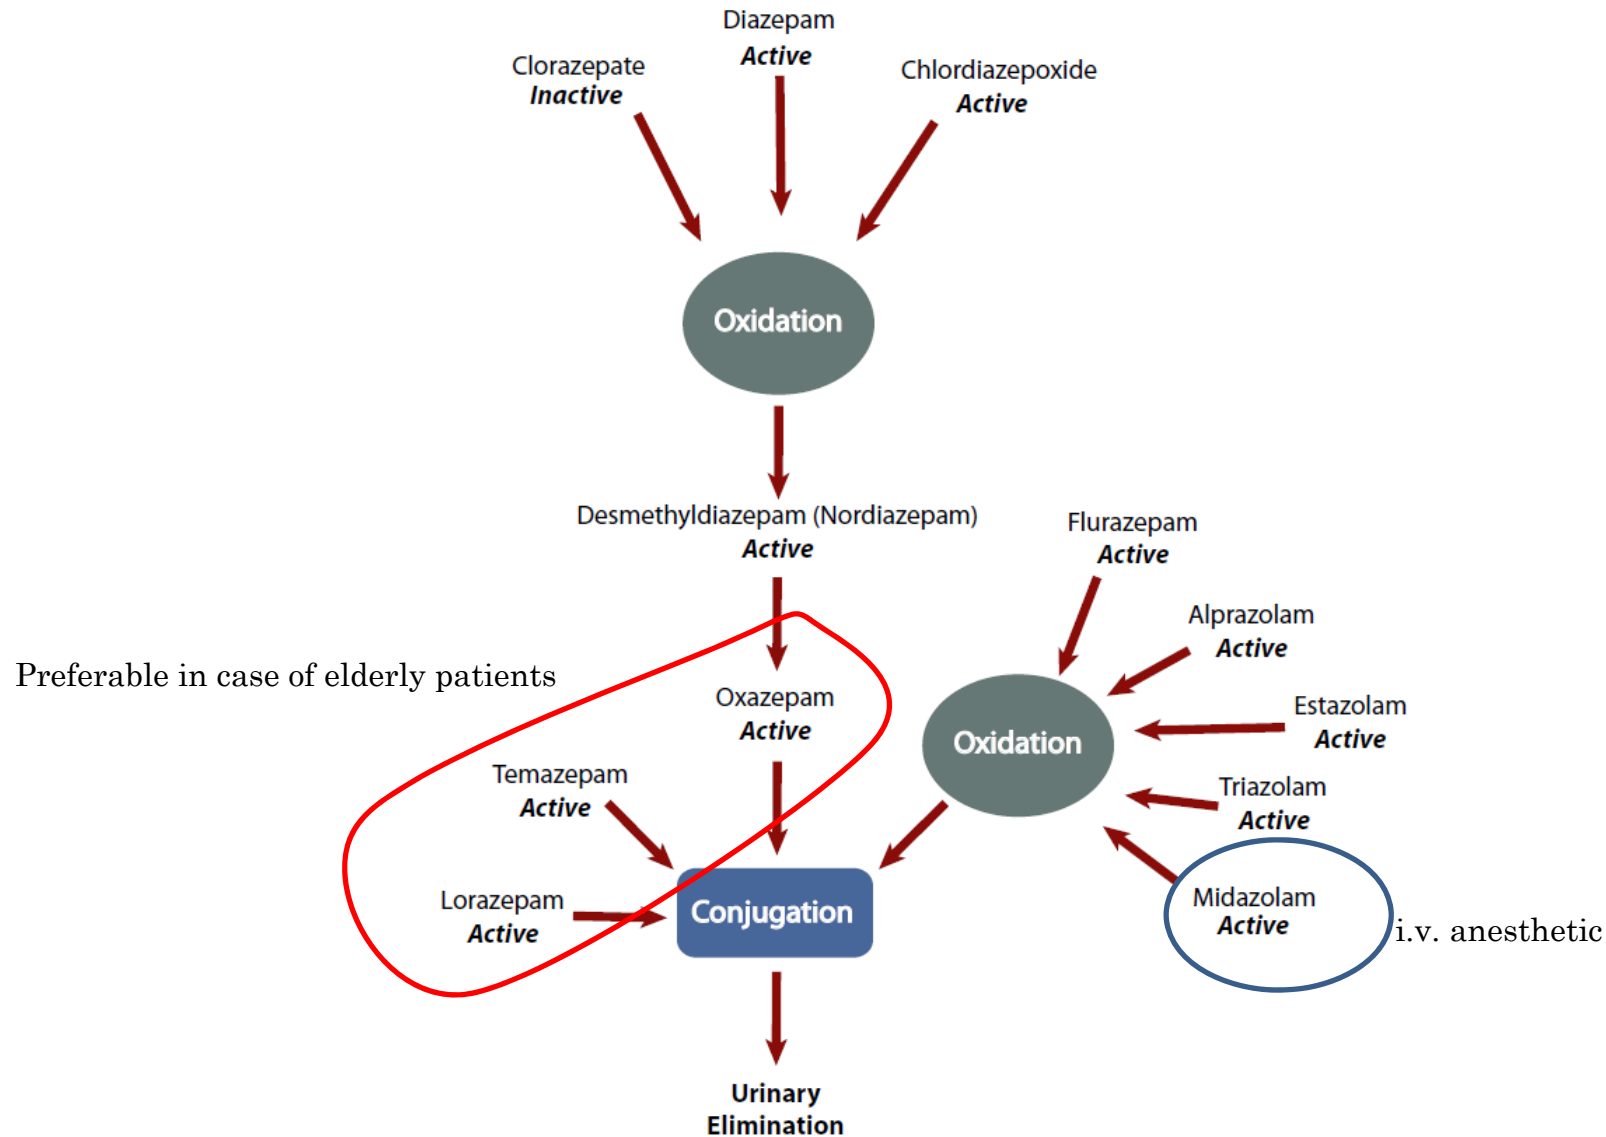 Diazepam
Active
Clorazepate
Inactive
Chlordiazepoxide
Active
Oxidation
Desmethyldiazepam (Nordiazepam)
Active
Flurazepam
Active
Alprazolam
Active
Preferable in case of elderly patients
Oxazepam
Active
Estazolam
Active
Oxidation
Temazepam
Active
Triazolam
Active
Lorazepam
Active
Conjugation
Midazolam
Active
i.v. anesthetic
Urinary
Elimination